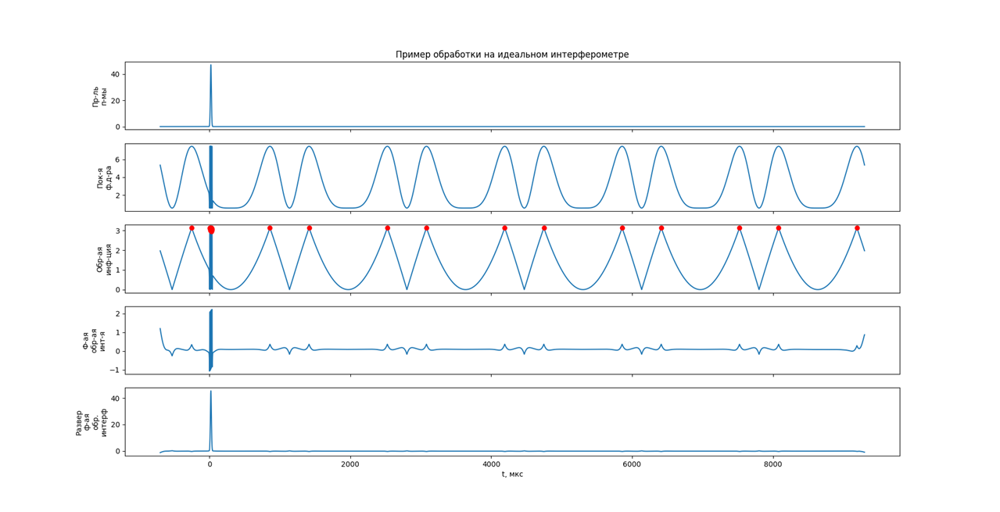 Пример обработки на идеальном интерферометре
Пр-ль
п-мы
40
20
0
Пок-я
ф.д-ра
6
4
2
Обр-ая
инф-ция
3
2
1
0
Ф-ая
обр-ая
инт-я
2
1
0
−1
Развер
ф-ая
обр.
интерф
40
20
0
0 2000 4000 6000 8000
t, мкс